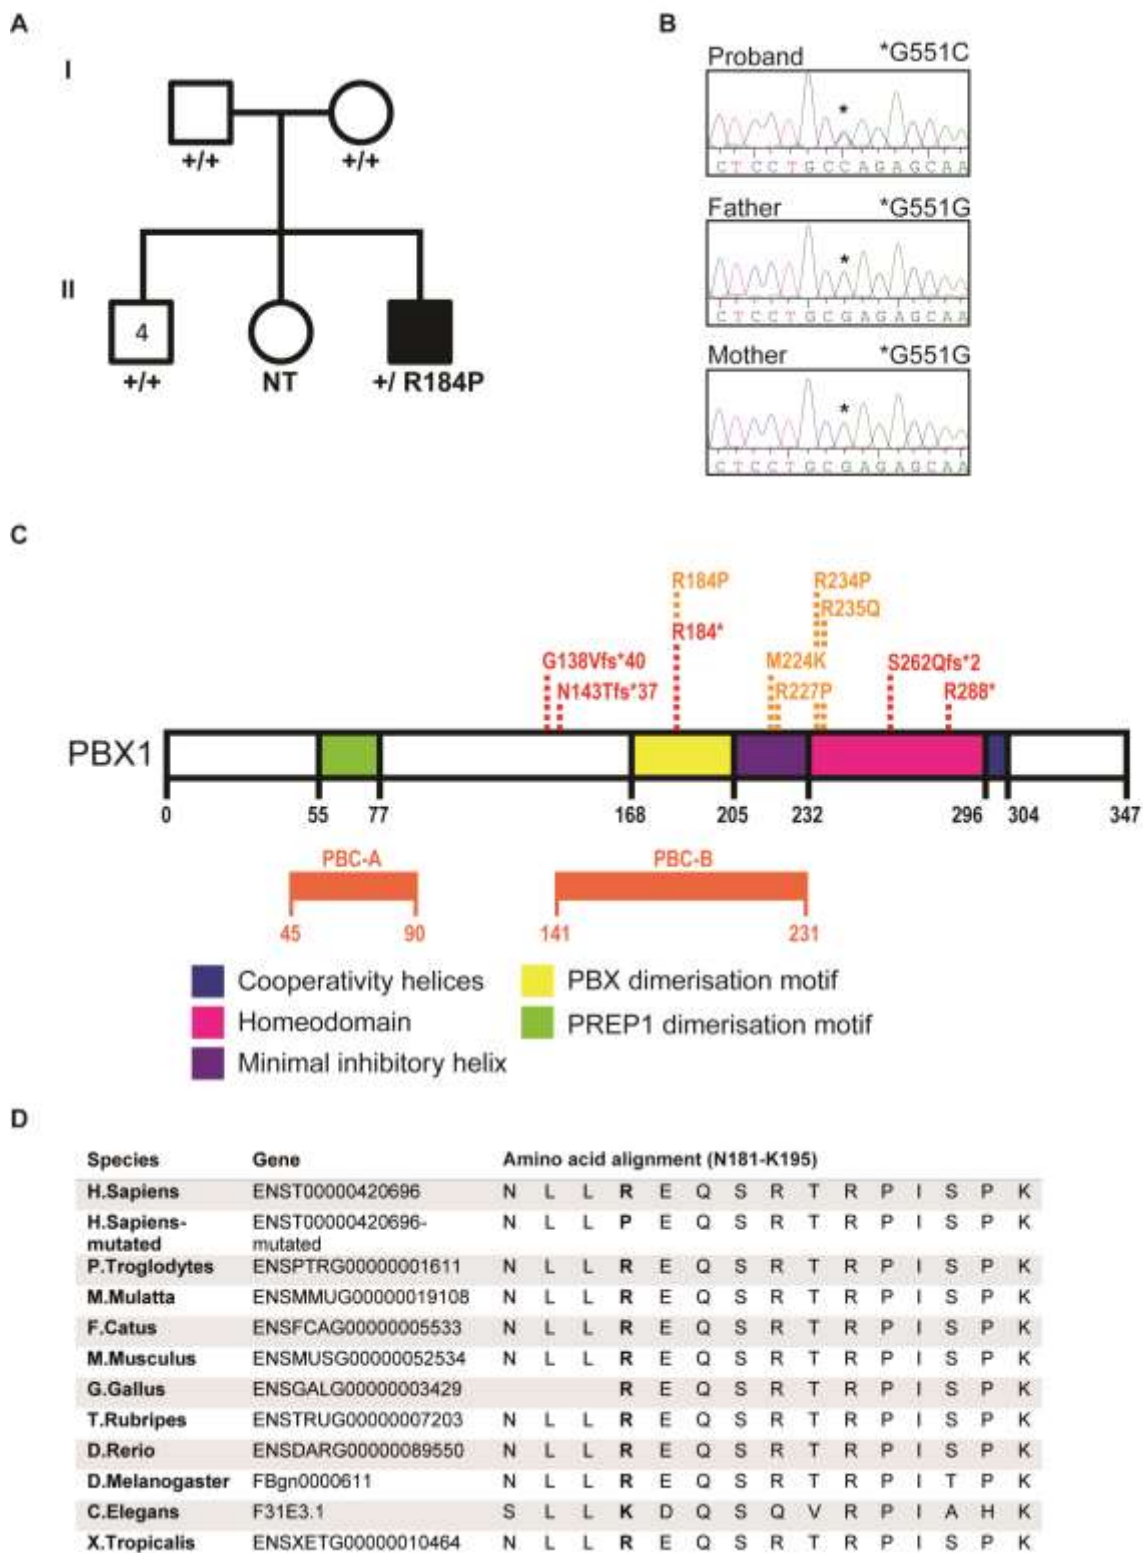 A
I
+/+
+/+
II
4
+/+
NT
+/ R184P
B
Proband *G551C
*
C T C C T G C C A G A G C A A
Father *G551G
*
C T C C T G C G A G A G C A A
Mother *G551G
*
C T C C T G C G A G A G C A A
C
R184P R234P
R235Q
R184*
G138Vfs*40 M224K S262Qfs*2
N143Tfs*37 R227P R288*
PBX1
0 55 77 168 205 232 296 304 347
PBC-A PBC-B
45 90 141 231
Cooperativity helices PBX dimerisation motif
Homeodomain PREP1 dimerisation motif
Minimal inhibitory helix
D
Species Gene Amino acid alignment (N181-K195)
H.Sapiens ENST00000420696 N L L R E Q S R T R P I S P K
H.Sapiens- ENST00000420696- N L L P E Q S R T R P I S P K
mutated mutated
P.Troglodytes ENSPTRG00000001611 N L L R E Q S R T R P I S P K
M.Mulatta ENSMMUG00000019108 N L L R E Q S R T R P I S P K
F.Catus ENSFCAG00000005533 N L L R E Q S R T R P I S P K
M.Musculus ENSMUSG00000052534 N L L R E Q S R T R P I S P K
G.Gallus ENSGALG00000003429 R E Q S R T R P I S P K
T.Rubripes ENSTRUG00000007203 N L L R E Q S R T R P I S P K
D.Rerio ENSDARG00000089550 N L L R E Q S R T R P I S P K
D.Melanogaster FBgn0000611 N L L R E Q S R T R P I T P K
C.Elegans F31E3.1 S L L K D Q S Q V R P I A H K
X.Tropicalis ENSXETG00000010464 N L L R E Q S R T R P I S P K